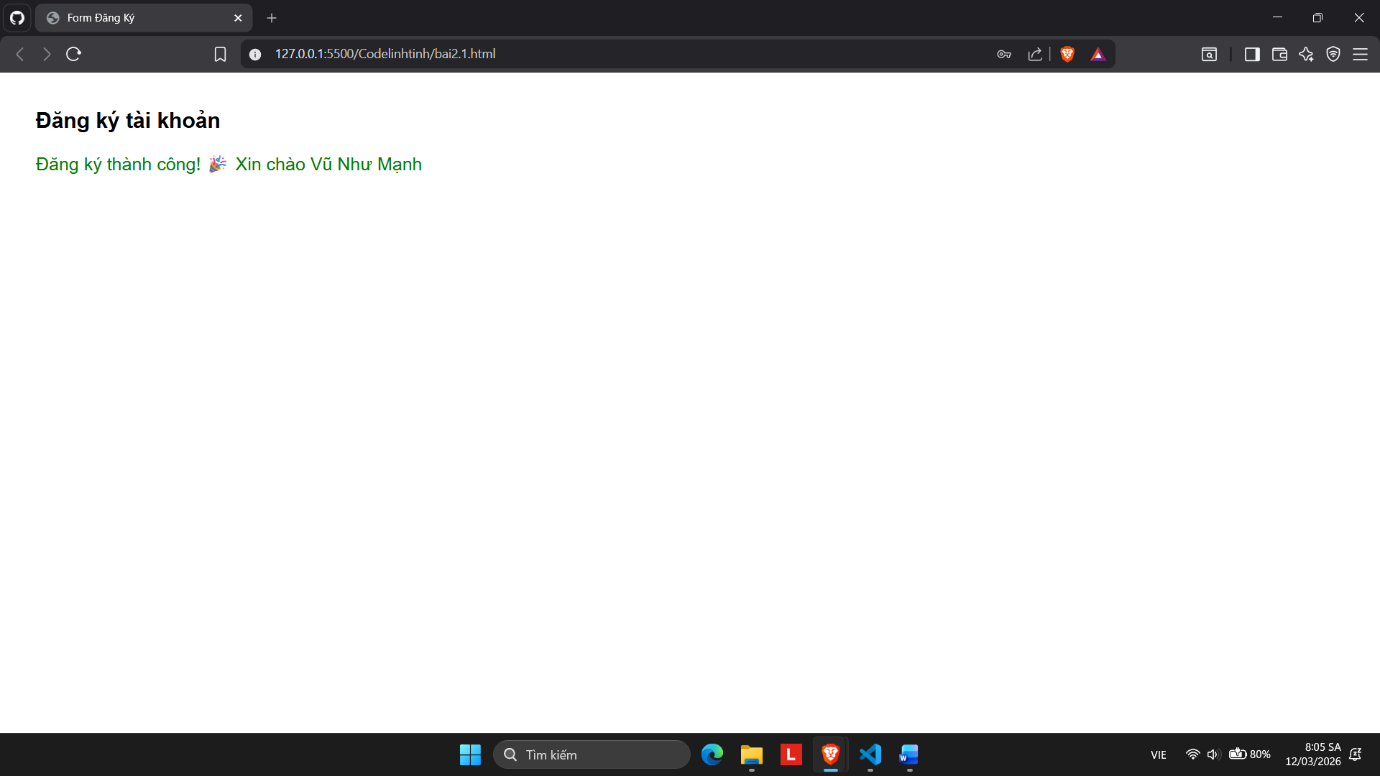 Form Đăng Ký
127.0.0.1:5500/Codelinhtinh/bai2.1.html
Đăng ký tài khoản
Đăng ký thành công! 🎉 Xin chào Vũ Như Mạnh
Tìm kiếm
L
W
VIE
80%
8:05 SA
12/03/2026